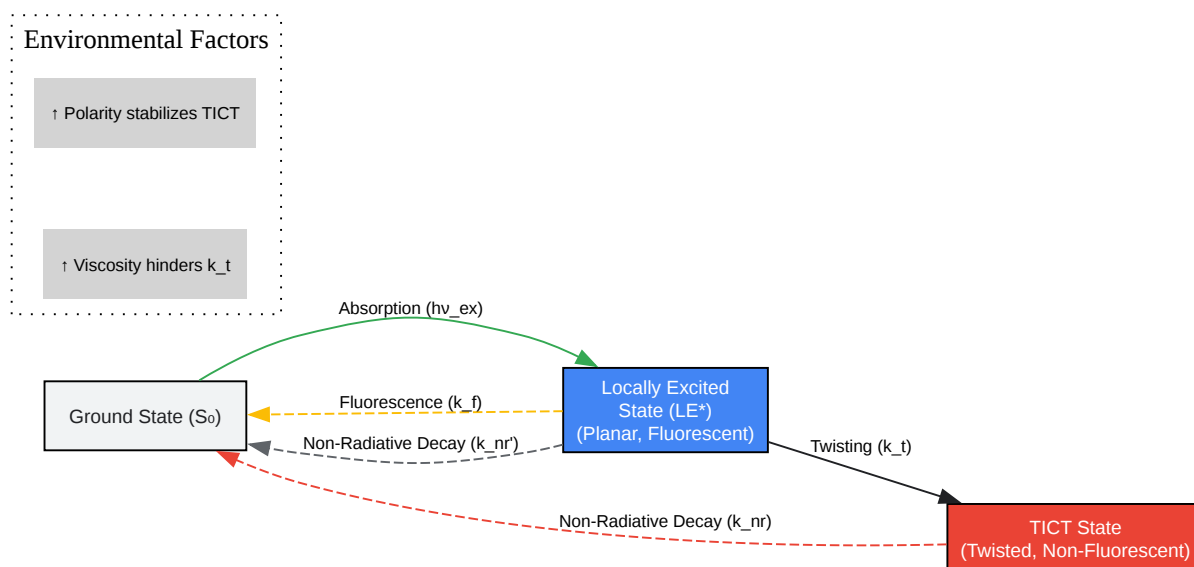 Environmental Factors
↑ Polarity stabilizes TICT
↑ Viscosity hinders k_t
Absorption (hν_ex)
Locally Excited
State (LE*)
(Planar, Fluorescent)
Ground State (S₀)
Fluorescence (k_f)
Non-Radiative Decay (k_nr')
Twisting (k_t)
Non-Radiative Decay (k_nr)
TICT State
(Twisted, Non-Fluorescent)